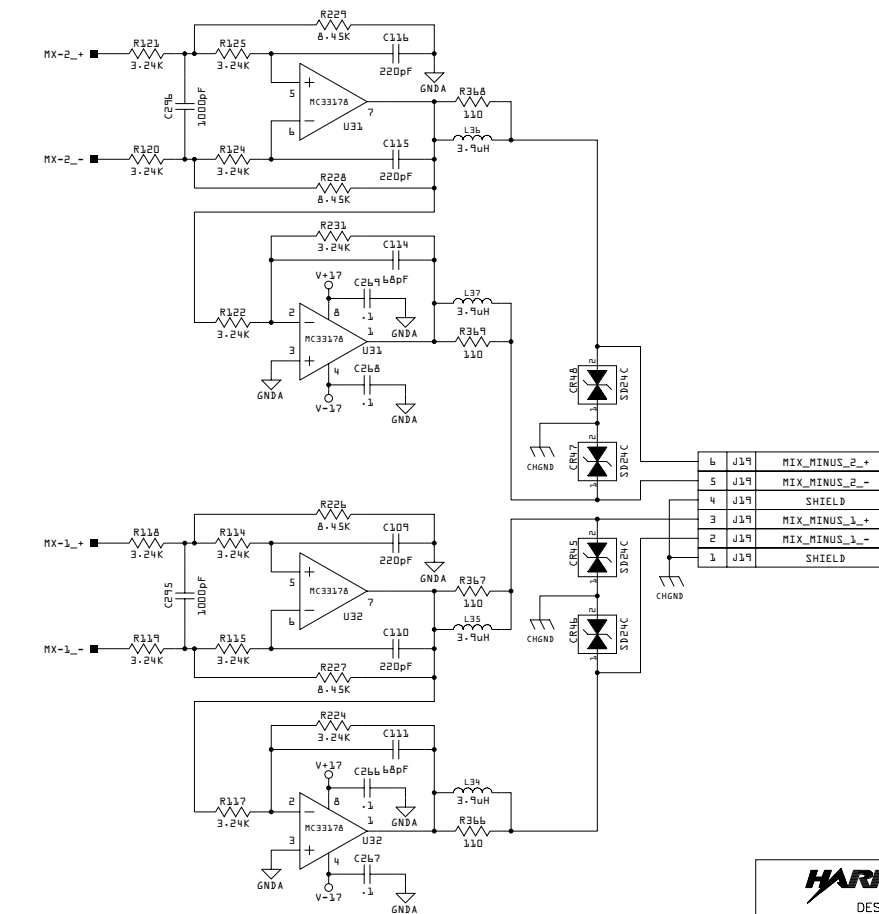 R229
8.45K
MX-2_+
R121
3.24K
R125
3.24K
C116
220pF
GNDA
C296
1000pF
5
+
MC33178
7
6
−
U31
R368
110
L36
3.9uH
MX-2_-
R120
3.24K
R124
3.24K
C115
220pF
R228
8.45K
R231
3.24K
C114
68pF
V+17
C269
.1
8
GNDA
L37
3.9uH
R122
3.24K
2
−
MC33178
1
3
+
U31
R369
110
4
C268
.1
GNDA
V-17
GNDA
2
CR48
SD24C
1
2
CR47
SD24C
1
CHGND
6 J19 MIX_MINUS_2_+
5 J19 MIX_MINUS_2_-
4 J19 SHIELD
3 J19 MIX_MINUS_1_+
2 J19 MIX_MINUS_1_-
1 J19 SHIELD
CHGND
R226
8.45K
MX-1_+
R118
3.24K
R114
3.24K
C109
220pF
GNDA
C295
1000pF
5
+
MC33178
7
6
−
U32
R367
110
L35
3.9uH
2
CR45
SD24C
1
2
CR46
SD24C
1
CHGND
MX-1_-
R119
3.24K
R115
3.24K
C110
220pF
R227
8.45K
R224
3.24K
C111
68pF
V+17
C266
.1
8
GNDA
L34
3.9uH
R117
3.24K
2
−
MC33178
1
3
+
U32
R366
110
4
C267
.1
GNDA
V-17
GNDA